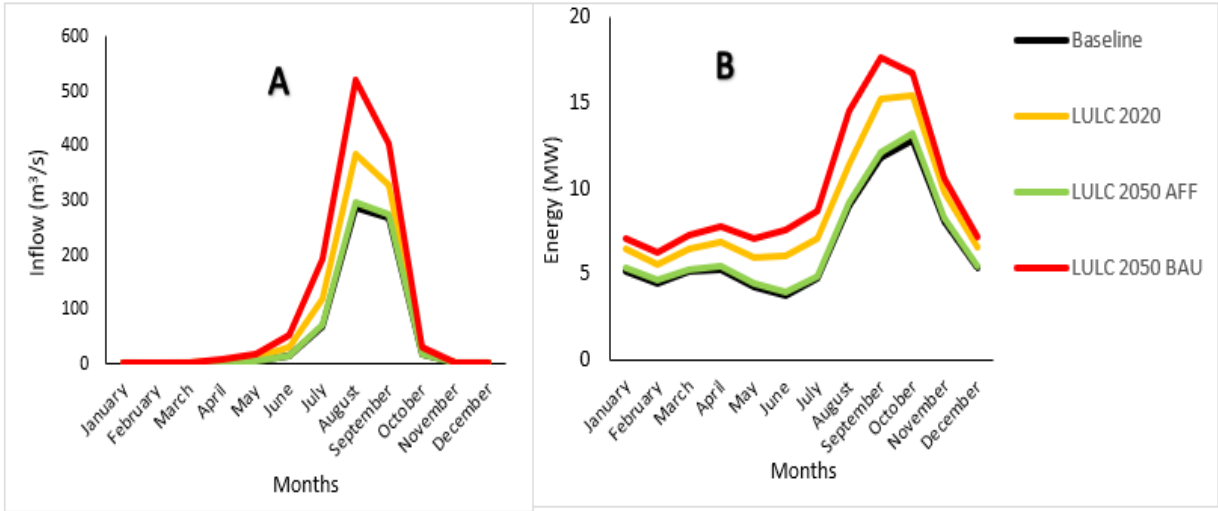 A
Inflow (m³/s)
600
500
400
300
200
100
0
January
February
March
April
May
June
July
August
September
October
November
December
Months
B
Energy (MW)
20
15
10
5
0
January
February
March
April
May
June
July
August
September
October
November
December
Months
Baseline
LULC 2020
LULC 2050 AFF
LULC 2050 BAU